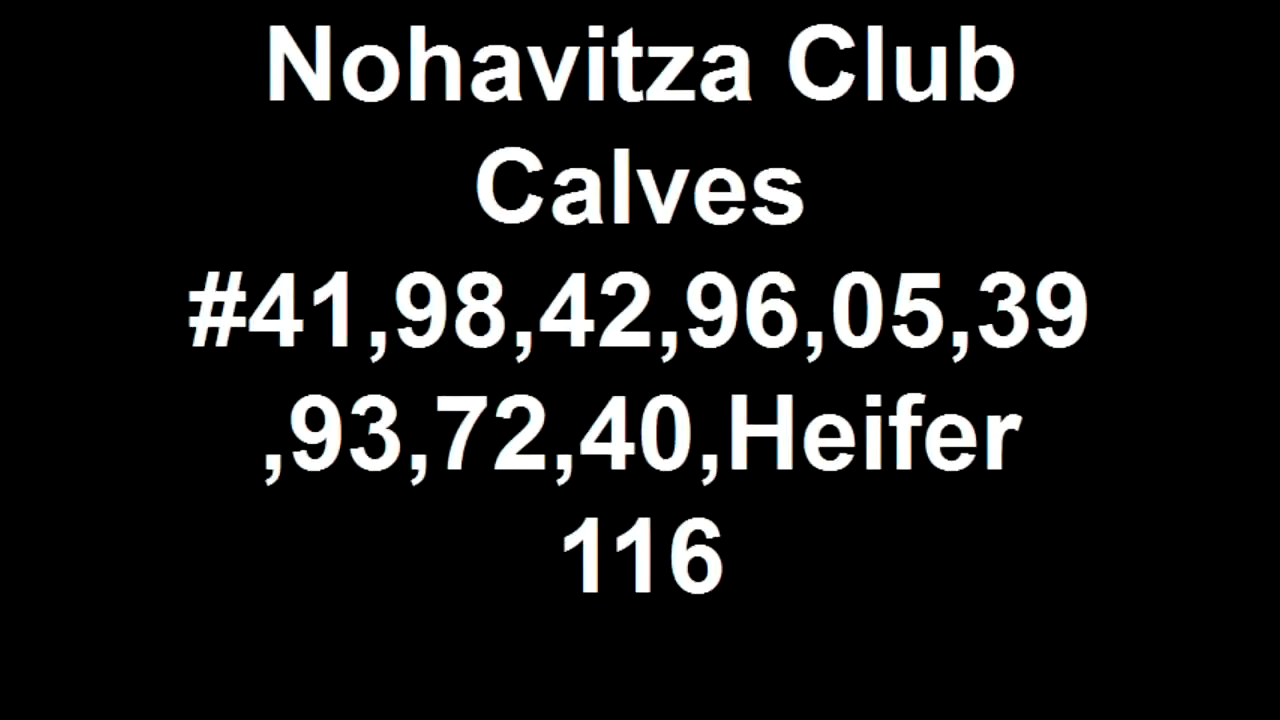 Nohavitza Club
Calves
#41,98,42,96,05,39
,93,72,40,Heifer
116